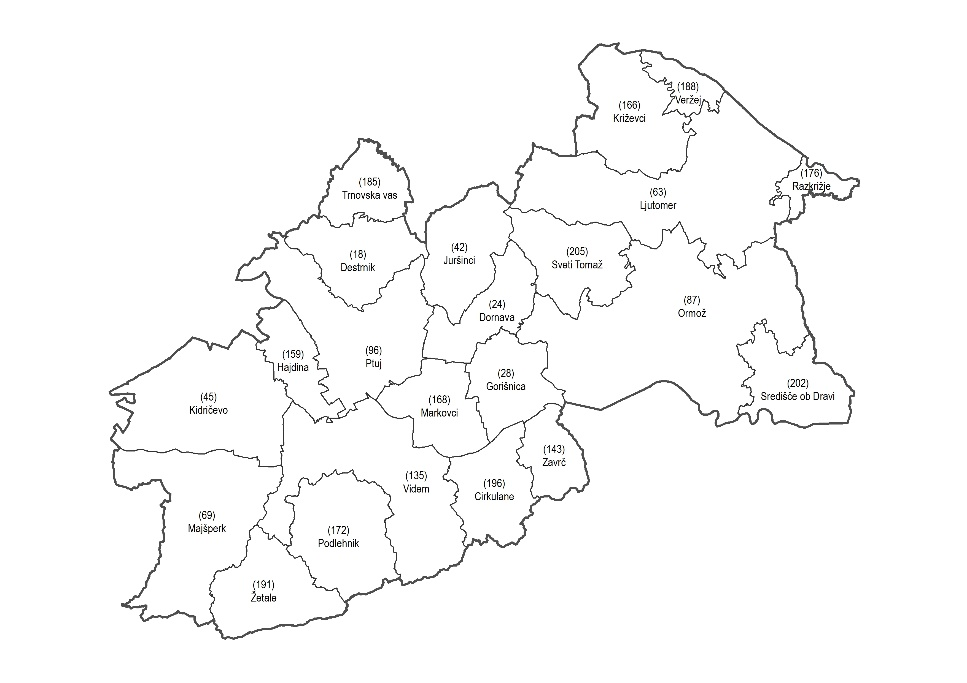 (188)
Veržej
(166)
Križevci
(176)
Razkrižje
(185)
Trnovska vas
(63)
Ljutomer
(42)
Juršinci
(205)
Sveti Tomaž
(18)
Destrnik
(24)
Dornava
(87)
Ormož
(159)
Hajdina
(96)
Ptuj
(28)
Gorišnica
(202)
Središče ob Dravi
(45)
Kidričevo
(168)
Markovci
(143)
Zavrč
(135)
Videm
(196)
Cirkulane
(69)
Majšperk
(172)
Podlehnik
(191)
Žetale